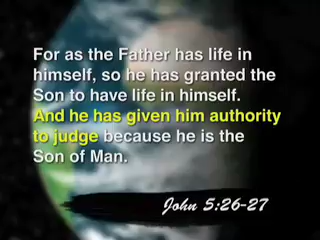 For as the Father has life in
himself, so he has granted the
Son to have life in himself.
And he has given him authority
to judge because he is the
Son of Man.
John 5:26-27